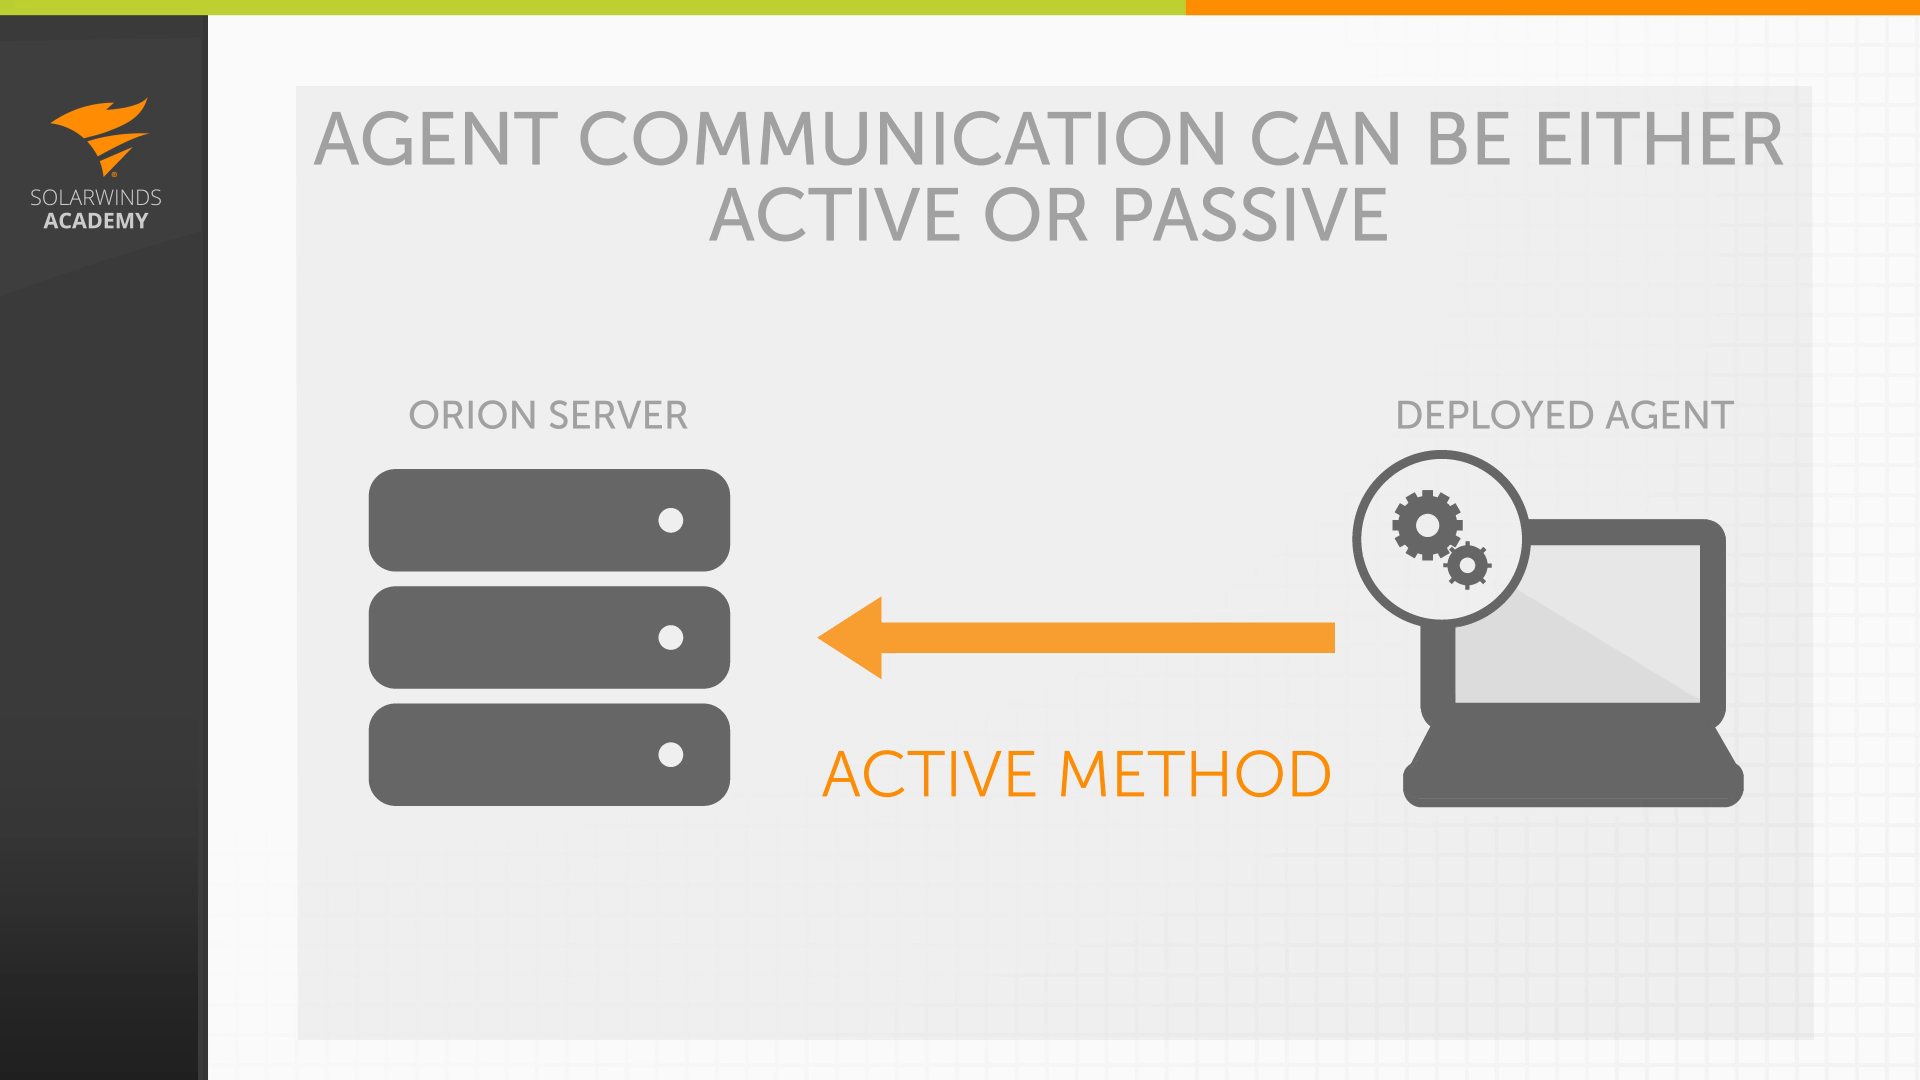 SOLARWINDS
ACADEMY
AGENT COMMUNICATION CAN BE EITHER
ACTIVE OR PASSIVE
ORION SERVER
DEPLOYED AGENT
ACTIVE METHOD